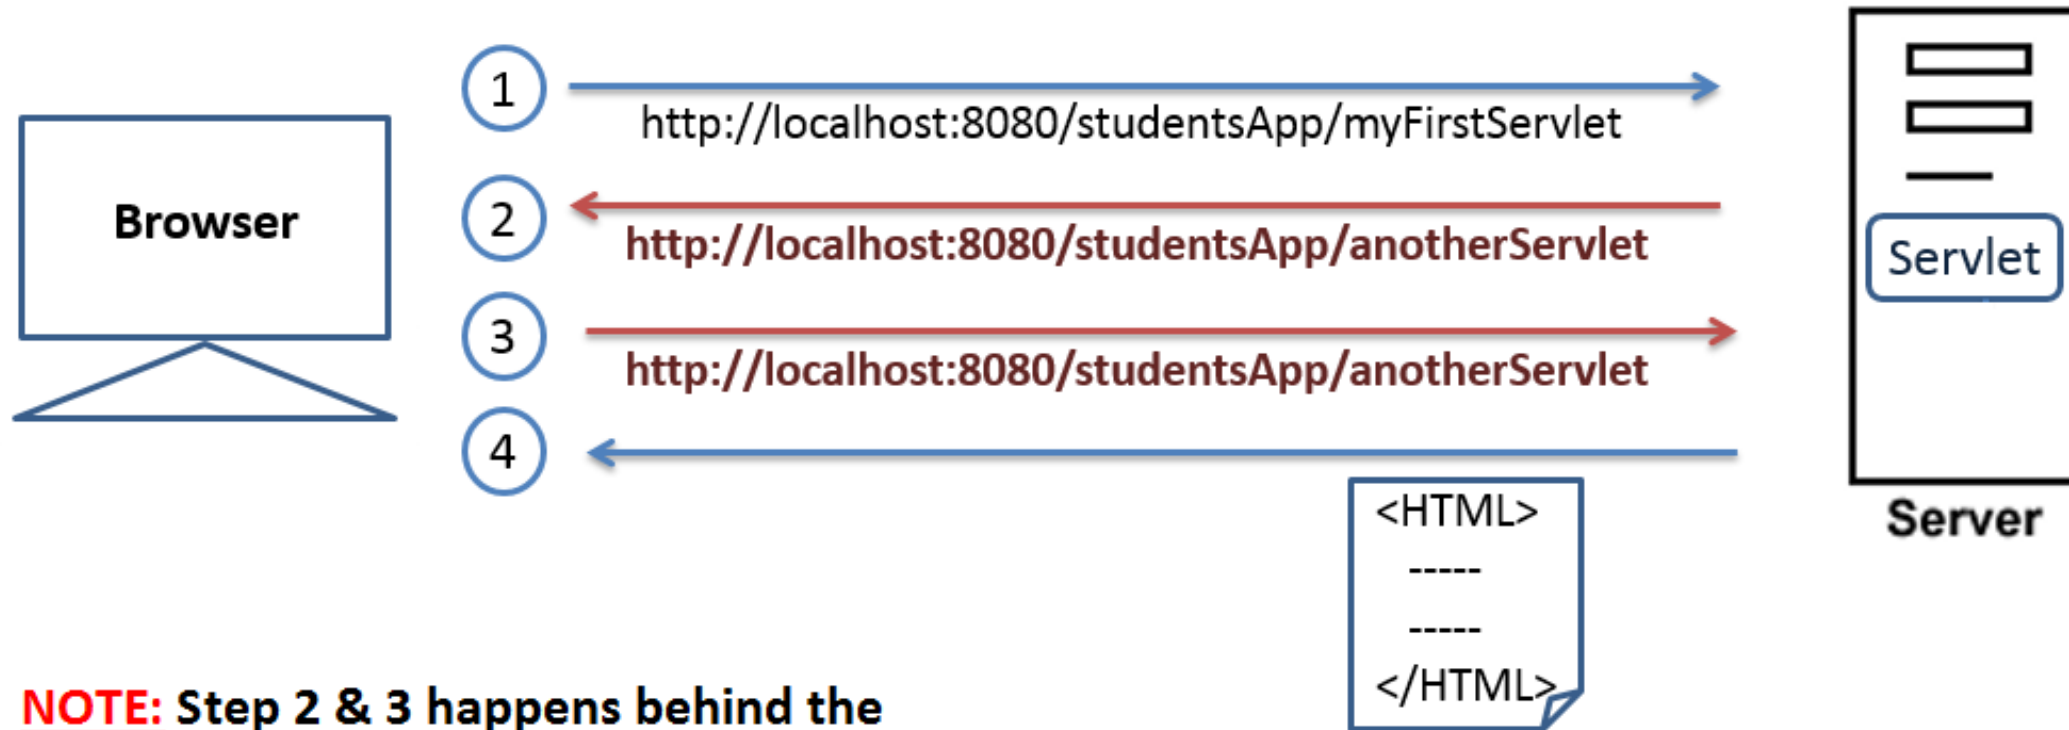 1
http://localhost:8080/studentsApp/myFirstServlet
Browser
2
http://localhost:8080/studentsApp/anotherServlet
Servlet
3
http://localhost:8080/studentsApp/anotherServlet
4
<HTML>
-----
-----
</HTML>
Server
NOTE: Step 2 & 3 happens behind the